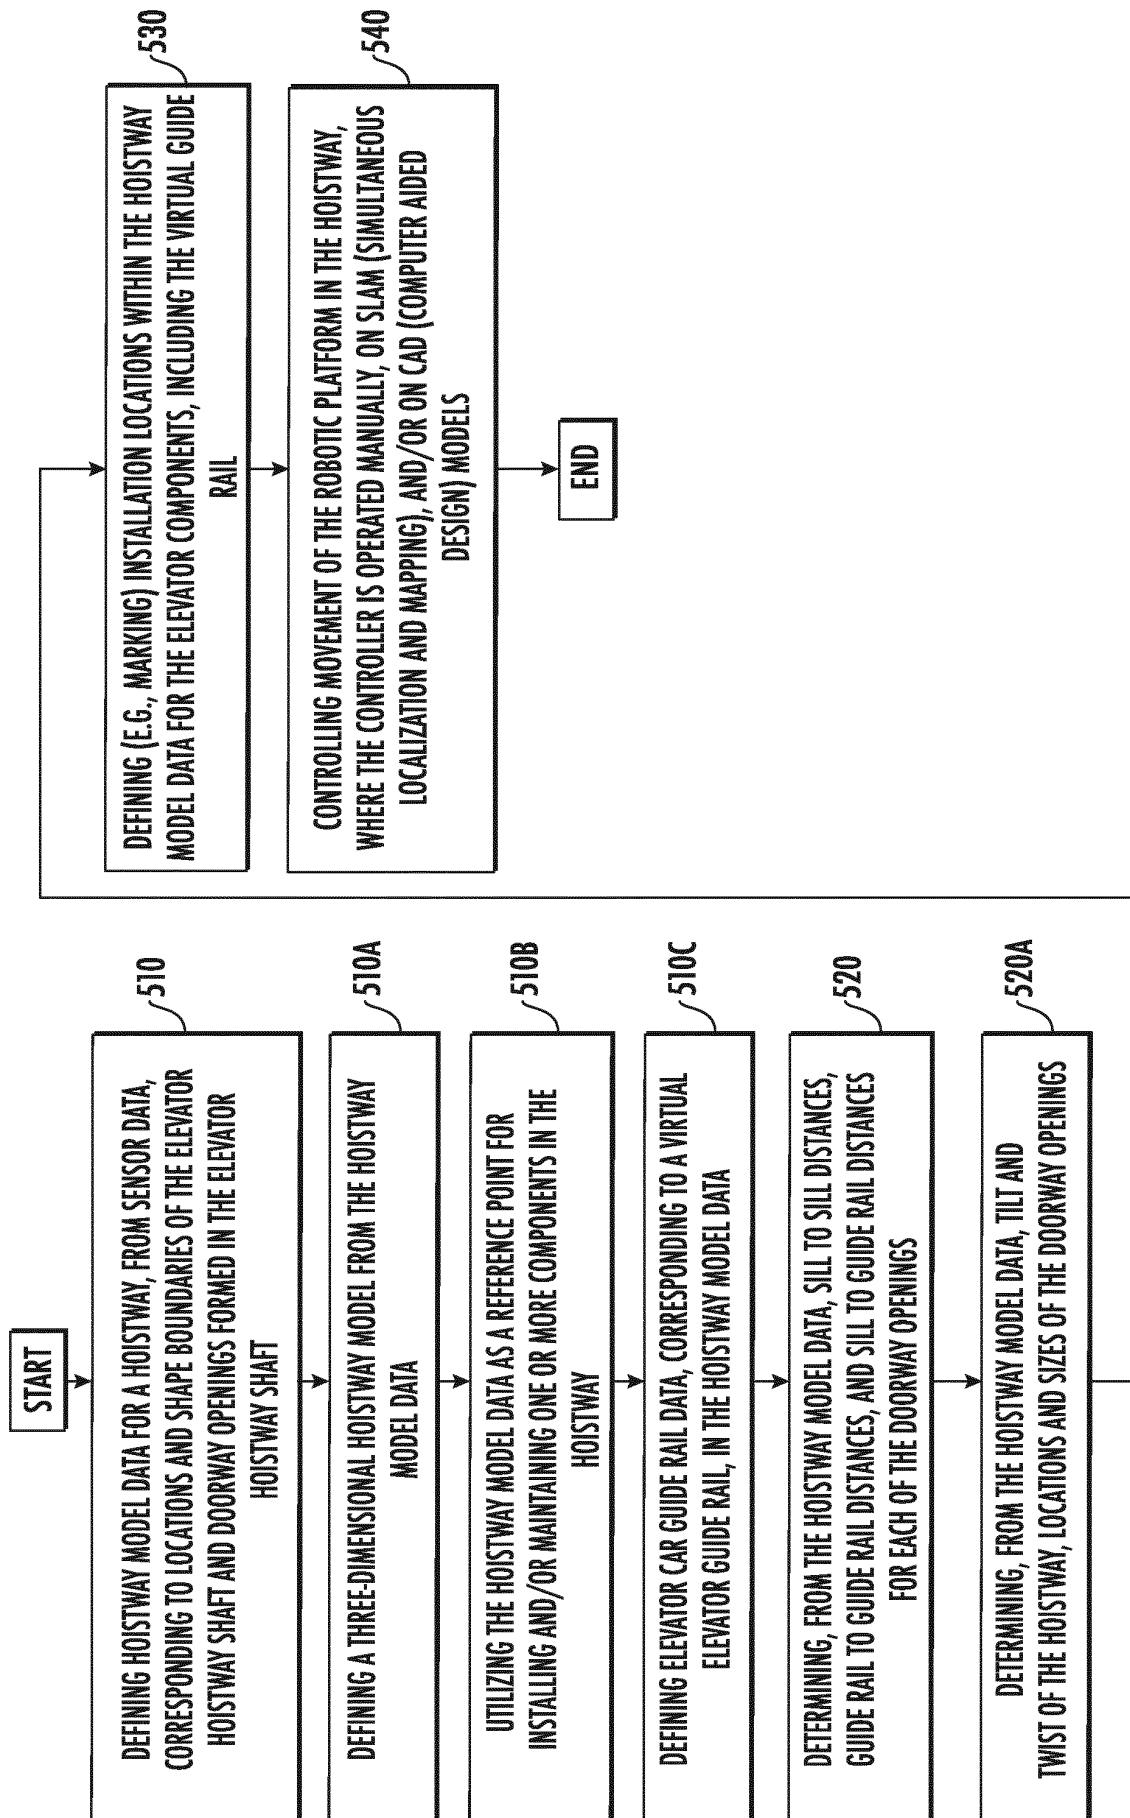 START
510
DEFINING HOISTWAY MODEL DATA FOR A HOISTWAY, FROM SENSOR DATA,
CORRESPONDING TO LOCATIONS AND SHAPE BOUNDARIES OF THE ELEVATOR
HOISTWAY SHAFT AND DOORWAY OPENINGS FORMED IN THE ELEVATOR
HOISTWAY SHAFT
510A
DEFINING A THREE-DIMENSIONAL HOISTWAY MODEL FROM THE HOISTWAY
MODEL DATA
510B
UTILIZING THE HOISTWAY MODEL DATA AS A REFERENCE POINT FOR
INSTALLING AND/OR MAINTAINING ONE OR MORE COMPONENTS IN THE
HOISTWAY
510C
DEFINING ELEVATOR CAR GUIDE RAIL DATA, CORRESPONDING TO A VIRTUAL
ELEVATOR GUIDE RAIL, IN THE HOISTWAY MODEL DATA
520
DETERMINING, FROM THE HOISTWAY MODEL DATA, SILL TO SILL DISTANCES,
GUIDE RAIL TO GUIDE RAIL DISTANCES, AND SILL TO GUIDE RAIL DISTANCES
FOR EACH OF THE DOORWAY OPENINGS
520A
DETERMINING, FROM THE HOISTWAY MODEL DATA, TILT AND
TWIST OF THE HOISTWAY, LOCATIONS AND SIZES OF THE DOORWAY OPENINGS
530
DEFINING (E.G., MARKING) INSTALLATION LOCATIONS WITHIN THE HOISTWAY
MODEL DATA FOR THE ELEVATOR COMPONENTS, INCLUDING THE VIRTUAL GUIDE
RAIL
540
CONTROLLING MOVEMENT OF THE ROBOTIC PLATFORM IN THE HOISTWAY,
WHERE THE CONTROLLER IS OPERATED MANUALLY, ON SLAM (SIMULTANEOUS
LOCALIZATION AND MAPPING), AND/OR ON CAD (COMPUTER AIDED
DESIGN) MODELS
END